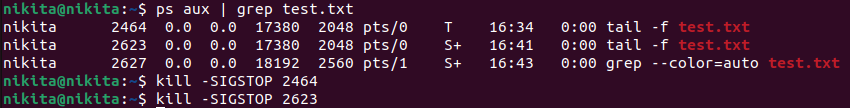 nikita@nikita:~$ ps aux | grep test.txt
nikita      2464  0.0  0.0  17380  2048 pts/0    T    16:34   0:00 tail -f test.txt
nikita      2623  0.0  0.0  17380  2048 pts/0    S+   16:41   0:00 tail -f test.txt
nikita      2627  0.0  0.0  18192  2560 pts/1    S+   16:43   0:00 grep --color=auto test.txt
nikita@nikita:~$ kill -SIGSTOP 2464
nikita@nikita:~$ kill -SIGSTOP 2623